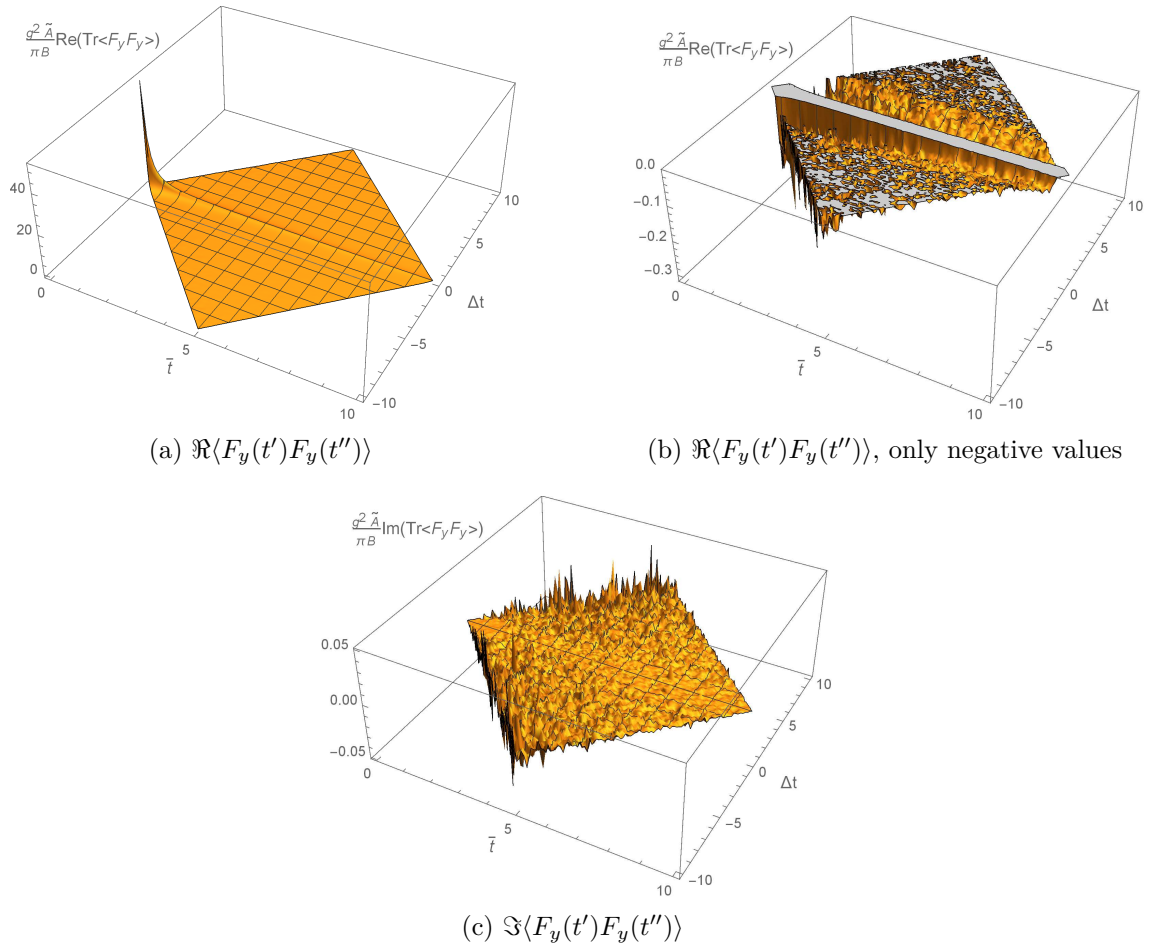 g² Ã/πB Re(Tr<F_y F_y>)
40
20
0
0
5
10
t̄
−10
−5
0
5
10
Δt
(a) ℜ⟨F_y(t′)F_y(t′′)⟩
g² Ã/πB Re(Tr<F_y F_y>)
0.0
−0.1
−0.2
−0.3
0
5
10
t̄
−10
−5
0
5
10
Δt
(b) ℜ⟨F_y(t′)F_y(t′′)⟩, only negative values
g² Ã/πB Im(Tr<F_y F_y>)
0.05
0.00
−0.05
0
5
10
t̄
−10
−5
0
5
10
Δt
(c) ℑ⟨F_y(t′)F_y(t′′)⟩